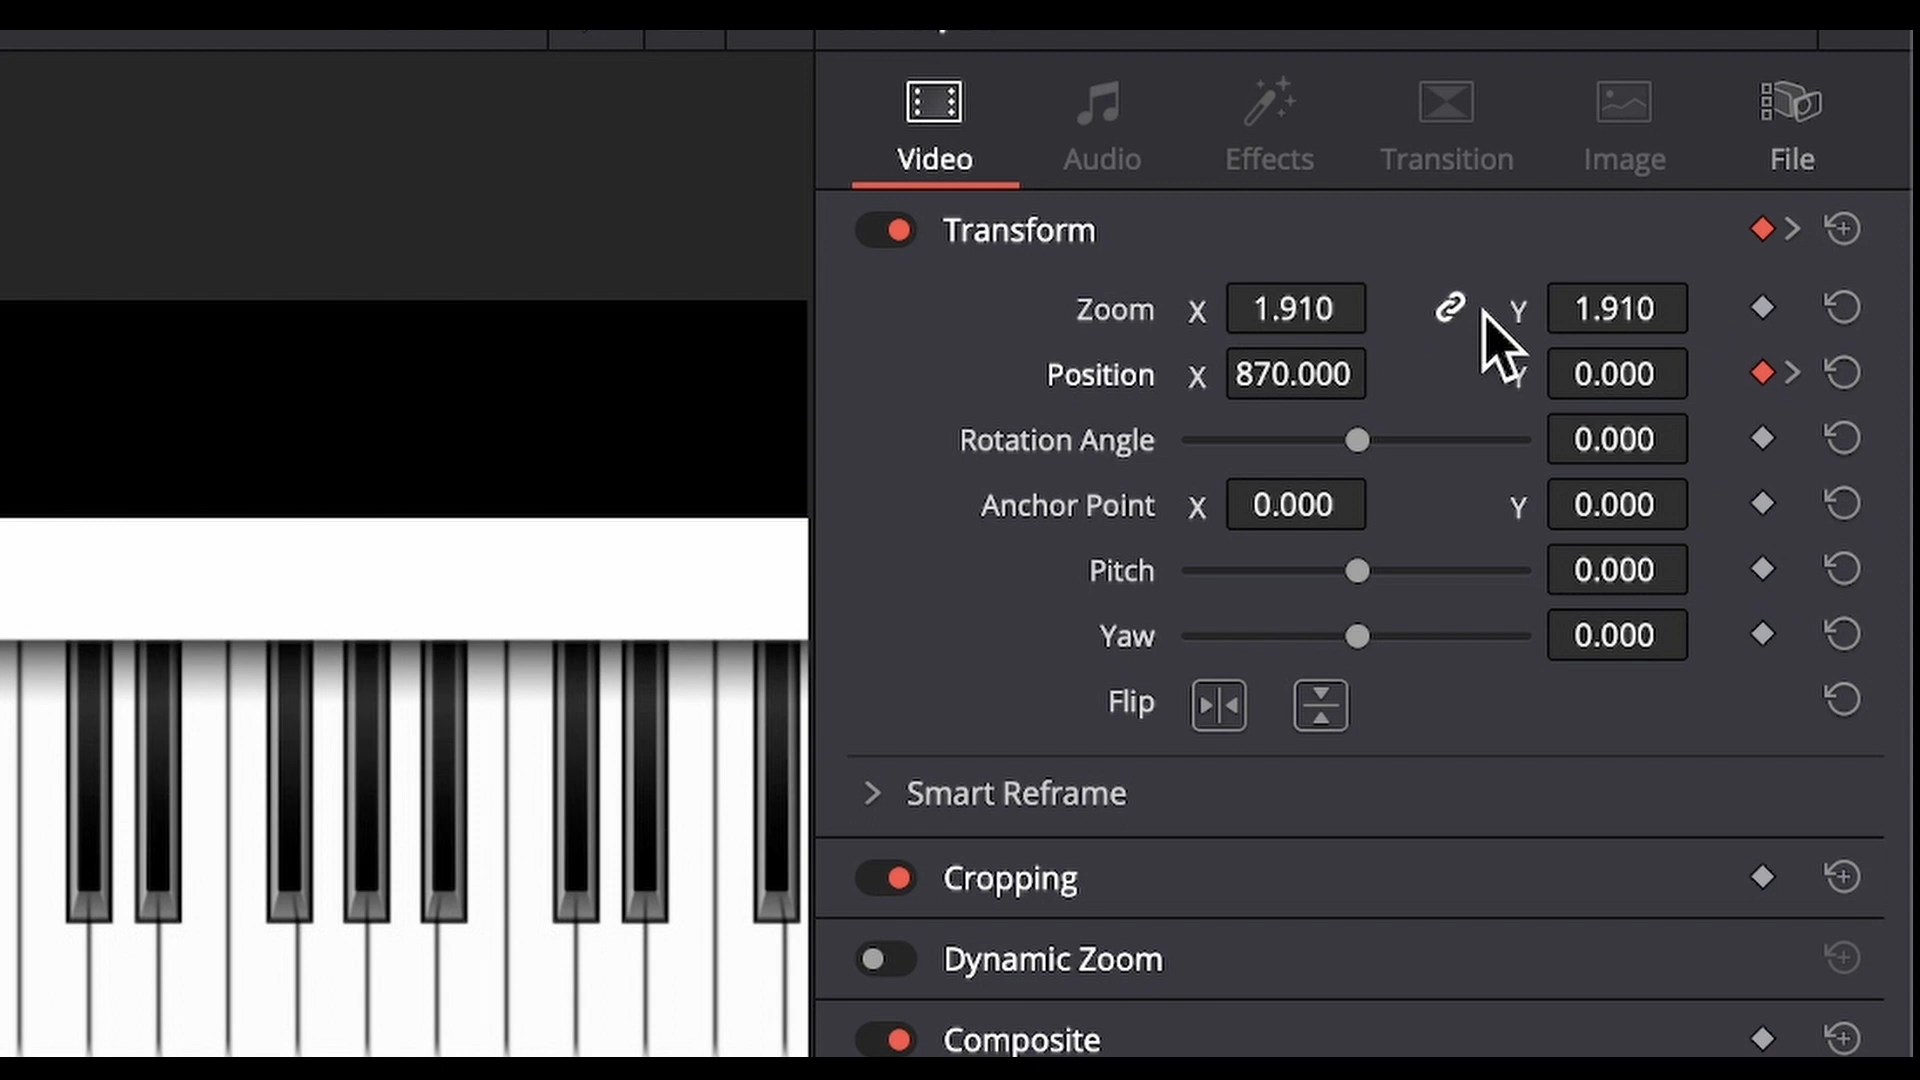 Video Audio Effects Transition Image File
Transform
Zoom X 1.910 Y 1.910
Position X 870.000 Y 0.000
Rotation Angle 0.000
Anchor Point X 0.000 Y 0.000
Pitch 0.000
Yaw 0.000
Flip
Smart Reframe
Cropping
Dynamic Zoom
Composite